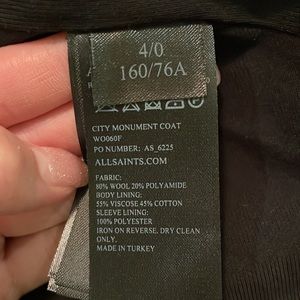 4/0
160/76A
CITY MONUMENT COAT
WO060F
PO NUMBER: AS_6225
ALLSAINTS.COM
FABRIC:
80% WOOL 20% POLYAMIDE
BODY LINING:
55% VISCOSE 45% COTTON
SLEEVE LINING:
100% POLYESTER
IRON ON REVERSE. DRY CLEAN
ONLY.
MADE IN TURKEY